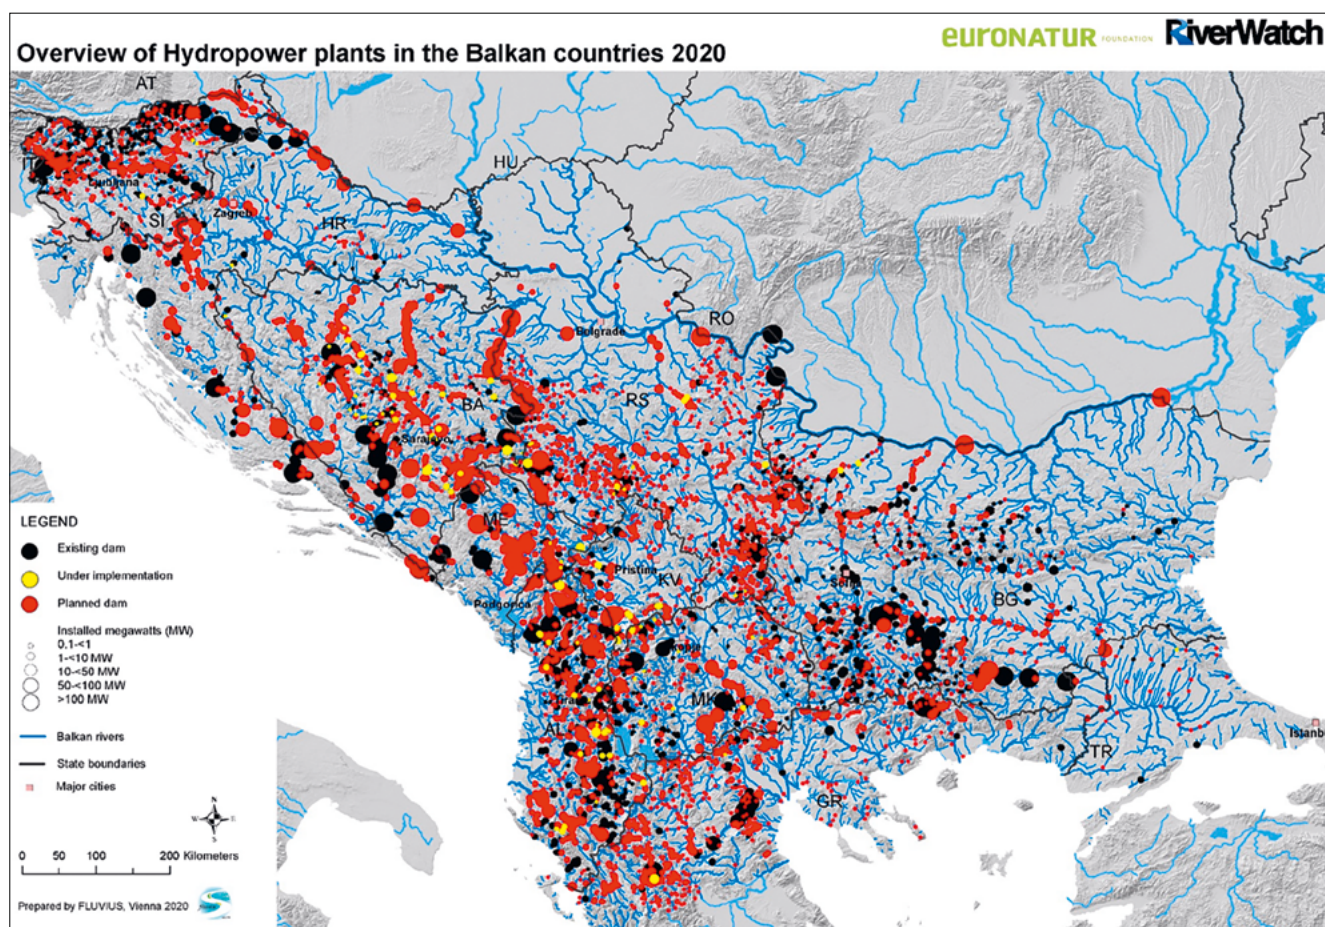 Overview of Hydropower plants in the Balkan countries 2020
euronatur FOUNDATION
RiverWatch
AT
HU
IT
Ljubljana
SI
Zagreb
HR
RO
Belgrade
BA
RS
Sarajevo
ME
Pristina
KV
Podgorica
Sofia
BG
Skopje
MK
Tirana
AL
TR
GR
Istanb
LEGEND
Existing dam
Under implementation
Planned dam
Installed megawatts (MW)
0.1-<1
1-<10 MW
10-<50 MW
50-<100 MW
>100 MW
Balkan rivers
State boundaries
Major cities
N
W E
S
0 50 100 200 Kilometers
Prepared by FLUVIUS, Vienna 2020